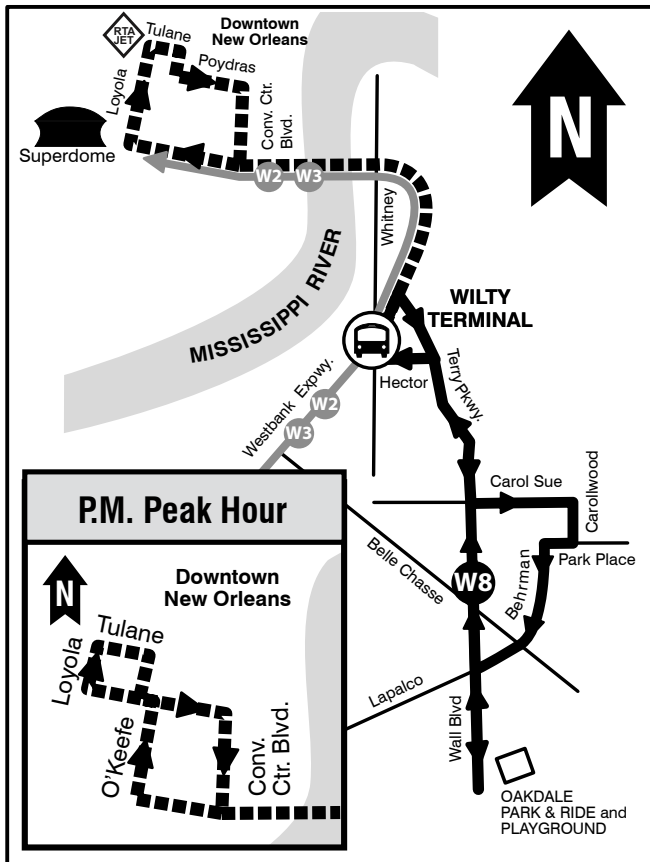 Downtown
New Orleans
RTA
JET
Tulane
Poydras
Loyola
Conv. Ctr.
Blvd.
Superdome
N
W2
W3
Whitney
MISSISSIPPI RIVER
WILTY
TERMINAL
Hector
Terry Pkwy.
Westbank Expwy.
W2
W3
Carol Sue
Carollwood
P.M. Peak Hour
Park Place
Behrman
Belle Chasse
W8
N
Downtown
New Orleans
Tulane
Loyola
O'Keefe
Conv.
Ctr. Blvd.
Lapalco
Wall Blvd
OAKDALE
PARK & RIDE and
PLAYGROUND